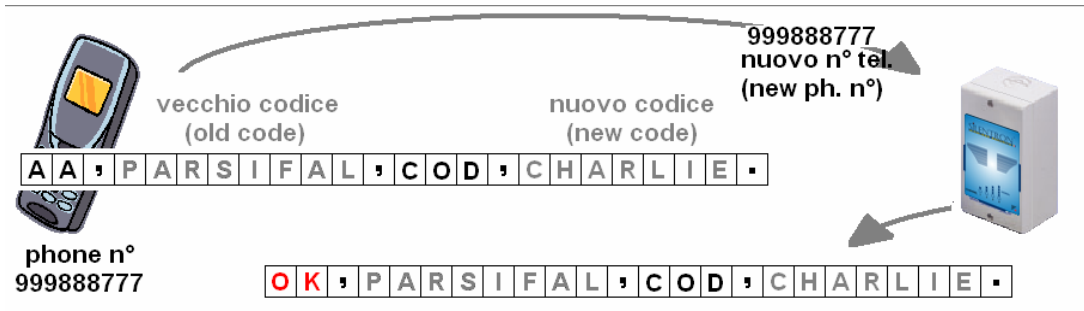 999888777
nuovo n° tel.
(new ph. n°)
vecchio codice
(old code)
nuovo codice
(new code)
AA,PARSIFAL,COD,CHARLIE.
phone n°
999888777
OK,PARSIFAL,COD,CHARLIE.
SILENTRON